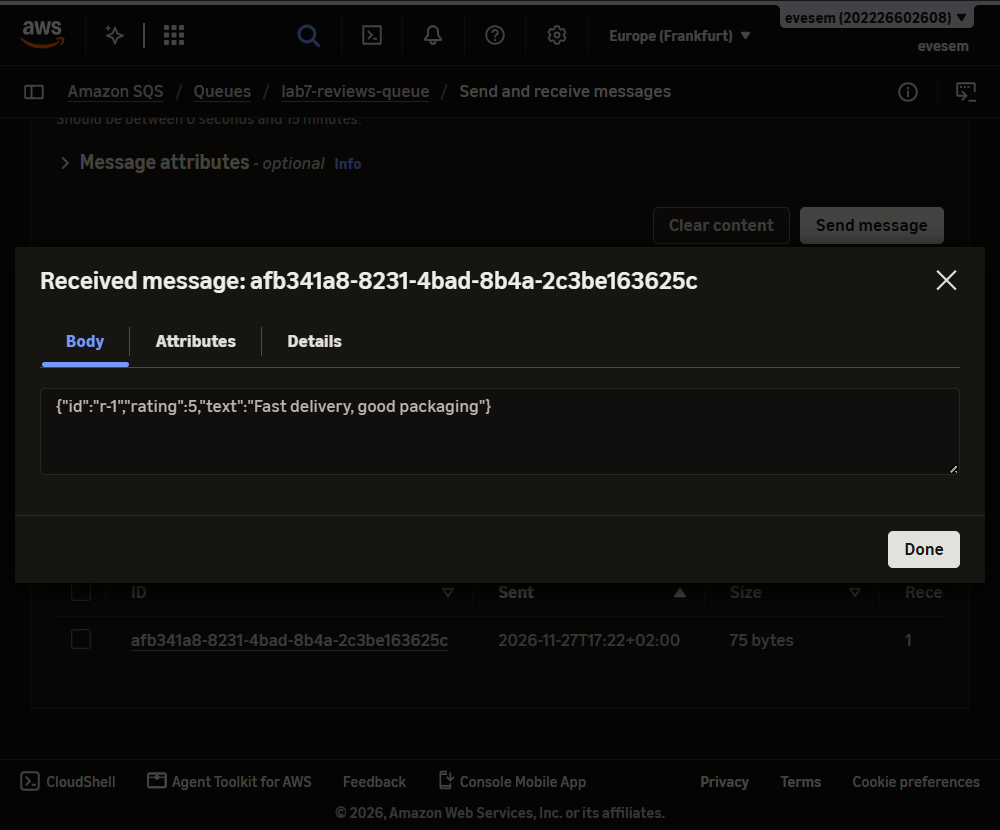 aws
Europe (Frankfurt)
evesem (202226602608)
evesem
Amazon SQS / Queues / lab7-reviews-queue / Send and receive messages
Should be between 0 seconds and 15 minutes.
Message attributes - optional Info
Clear content Send message
Received message: afb341a8-8231-4bad-8b4a-2c3be163625c
Body Attributes Details
{"id":"r-1","rating":5,"text":"Fast delivery, good packaging"}
Done
ID Sent Size Rece
afb341a8-8231-4bad-8b4a-2c3be163625c 2026-11-27T17:22+02:00 75 bytes 1
CloudShell Agent Toolkit for AWS Feedback Console Mobile App Privacy Terms Cookie preferences
© 2026, Amazon Web Services, Inc. or its affiliates.